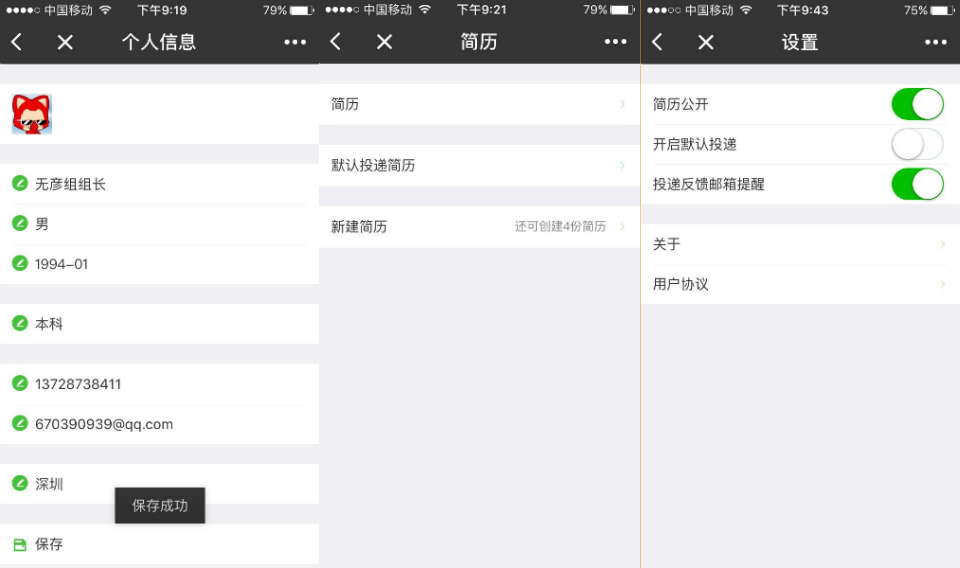 中国移动 下午9:19 79%
个人信息
无彦组组长
男
1994-01
本科
13728738411
670390939@qq.com
深圳
保存成功
保存
中国移动 下午9:21 79%
简历
简历
默认投递简历
新建简历 还可创建4份简历
中国移动 下午9:43 75%
设置
简历公开
开启默认投递
投递反馈邮箱提醒
关于
用户协议